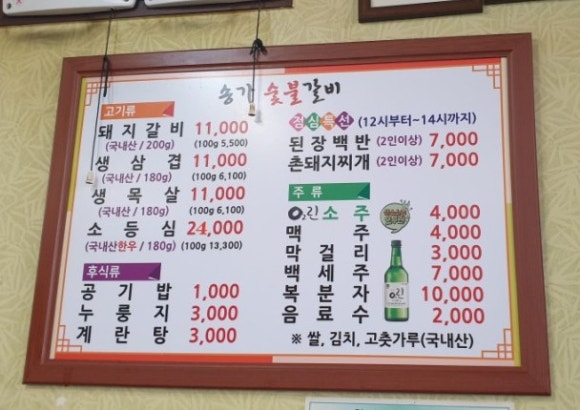 송가 숯불갈비
고기류
돼지갈비 11,000
(국내산 / 200g) (100g 5,500)
생삼겹 11,000
(국내산 / 180g) (100g 6,100)
생목살 11,000
(국내산 / 180g) (100g 6,100)
소등심 24,000
(국내산한우 / 180g) (100g 13,300)
후식류
공기밥 1,000
누룽지 3,000
계란탕 3,000
점심특선 (12시부터~14시까지)
된장백반 (2인이상) 7,000
촌돼지찌개 (2인이상) 7,000
주류
O₂린 소주 4,000
맥주 4,000
막걸리 3,000
백세주 7,000
복분자 10,000
음료수 2,000
※ 쌀, 김치, 고춧가루(국내산)